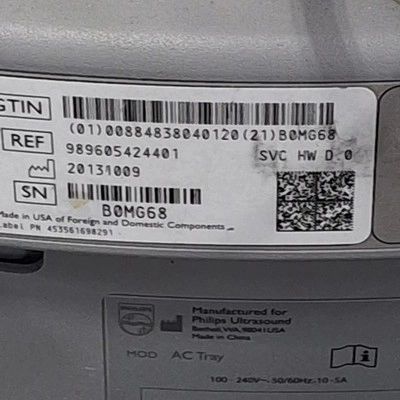 GTIN
(01)00884838040120(21)B0MG68
REF 989605424401 SVC HW D.0
20131009
SN
B0MG68
Made in USA of Foreign and Domestic Components
Label PN 453561698291
PHILIPS
Manufactured for
Philips Ultrasound
Bothell, WA, 98041 USA
Made in China
MOD AC Tray
100 - 240V~, 50/60Hz, 10-5A